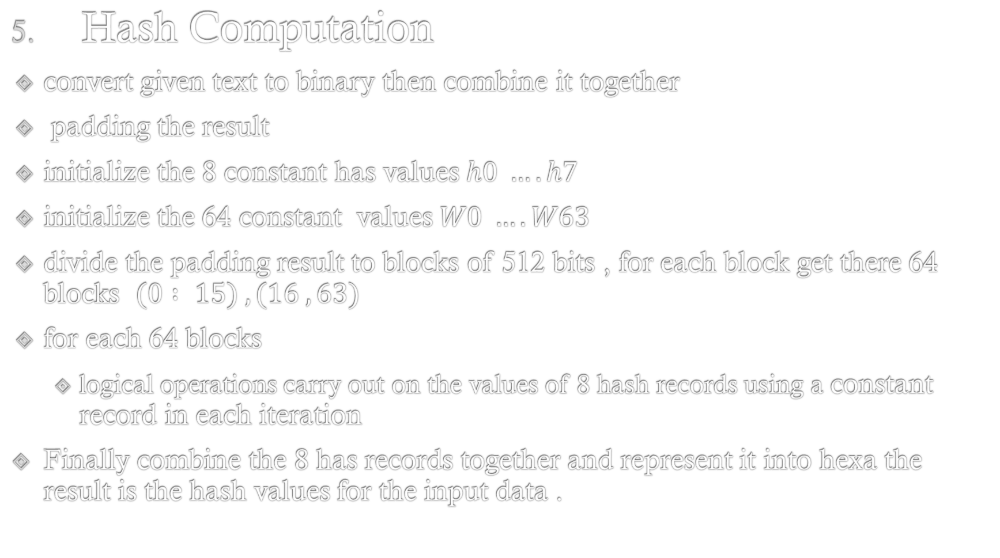 5. Hash Computation
convert given text to binary then combine it together
padding the result
initialize the 8 constant has values h0 ....h7
initialize the 64 constant values W0 ....W63
divide the padding result to blocks of 512 bits , for each block get there 64
blocks (0 : 15) ,(16 ,63)
for each 64 blocks
logical operations carry out on the values of 8 hash records using a constant
record in each iteration
Finally combine the 8 has records together and represent it into hexa the
result is the hash values for the input data .